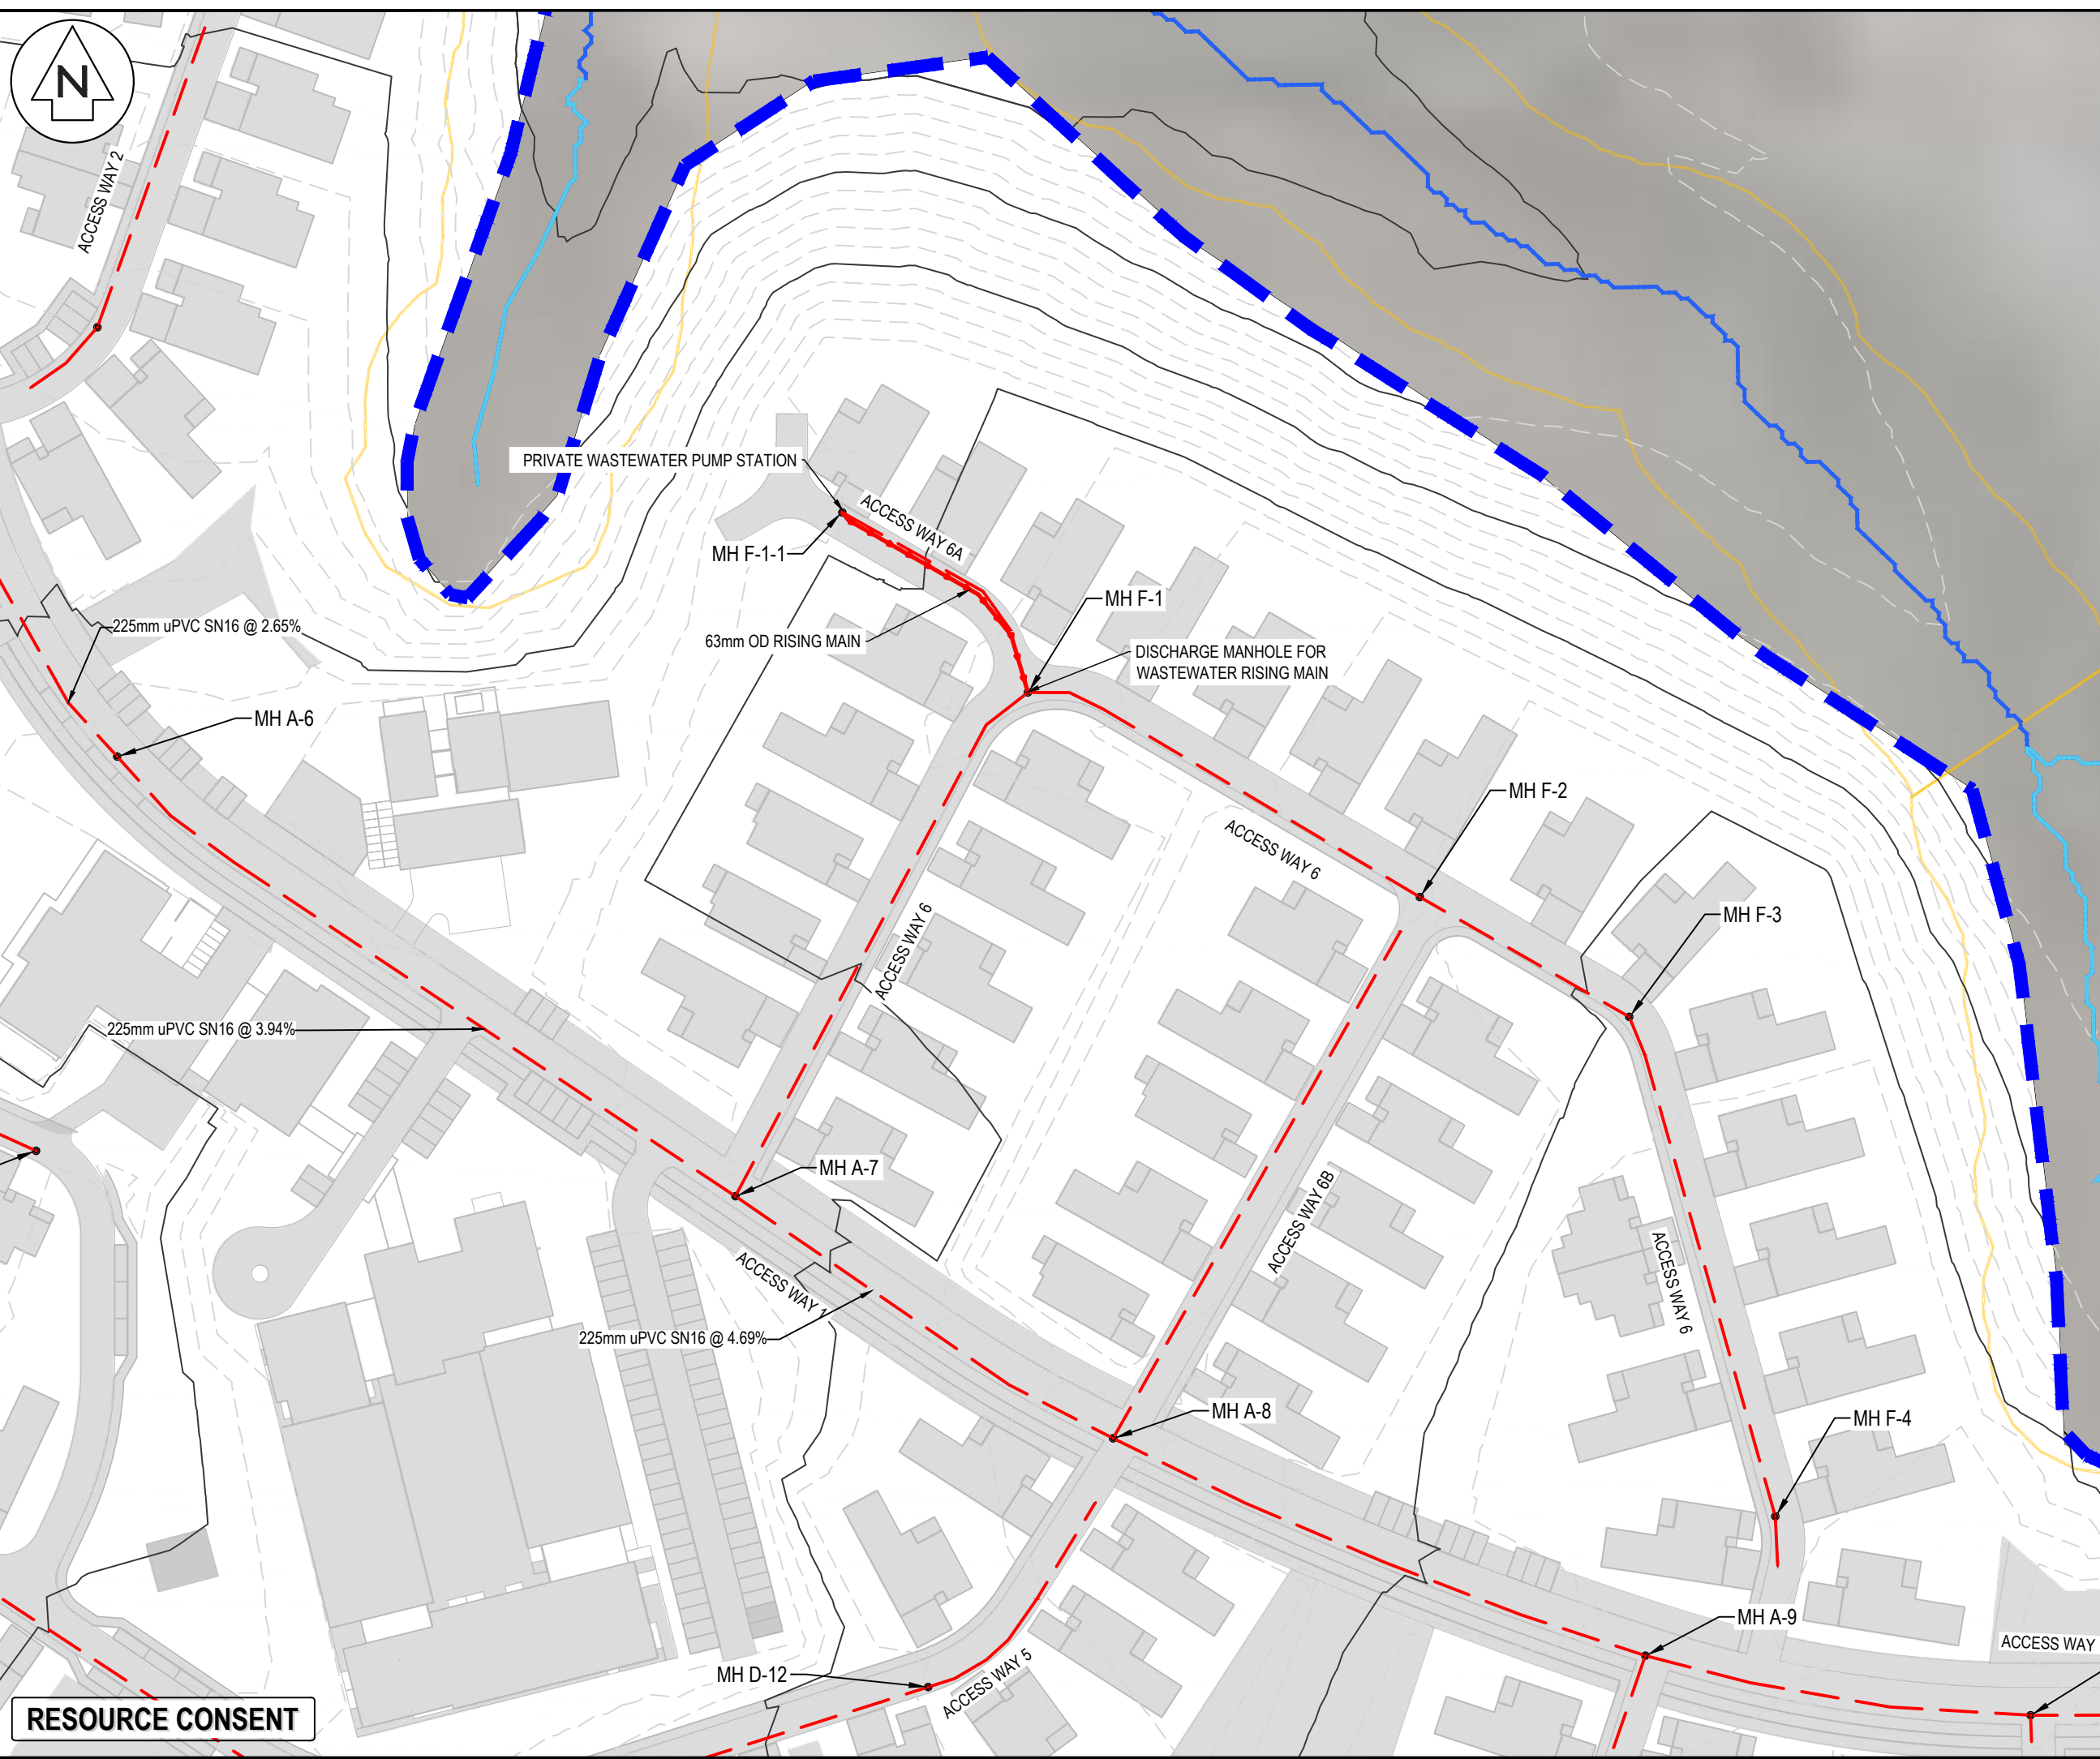 N
ACCESS WAY 2
PRIVATE WASTEWATER PUMP STATION
ACCESS WAY 6A
MH F-1-1
MH F-1
63mm OD RISING MAIN
DISCHARGE MANHOLE FOR
WASTEWATER RISING MAIN
225mm uPVC SN16 @ 2.65%
MH A-6
MH F-2
ACCESS WAY 6
MH F-3
ACCESS WAY 6
225mm uPVC SN16 @ 3.94%
MH A-7
ACCESS WAY 6B
ACCESS WAY 6
ACCESS WAY 1
225mm uPVC SN16 @ 4.69%
MH A-8
MH F-4
MH A-9
ACCESS WAY
MH D-12
ACCESS WAY 5
RESOURCE CONSENT